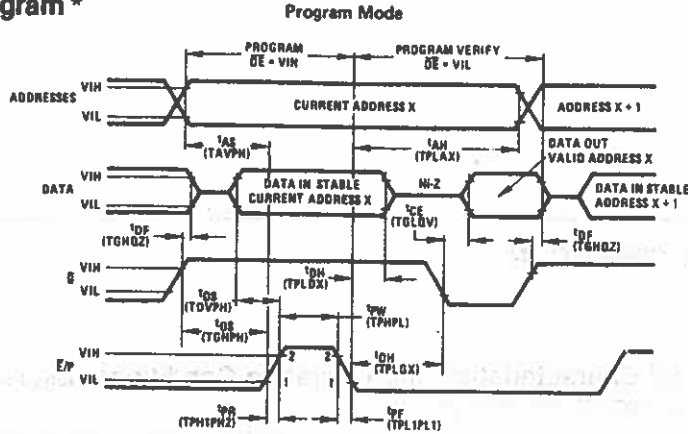 gram *
Program Mode
PROGRAM
OE = VIH
PROGRAM VERIFY
OE = VIL
ADDRESSES
VIH
VIL
CURRENT ADDRESS X
ADDRESS X + 1
tAS
(TAVPH)
tAH
(TPLAX)
DATA OUT
VALID ADDRESS X
DATA
VIH
VIL
DATA IN STABLE
CURRENT ADDRESS X
Hi-Z
DATA IN STABLE
ADDRESS X + 1
tDF
(TGHQZ)
tCE
(TGLQV)
tDF
(TGHQZ)
tDH
(TPLDX)
G
VIH
VIL
tDS
(TDVPH)
tPW
(TPHPL)
tOS
(TGHPH)
tOH
(TPLGX)
E/P
VIH
VIL
2
2
1
1
tPR
(TPH1PH2)
tPF
(TPL1PL1)